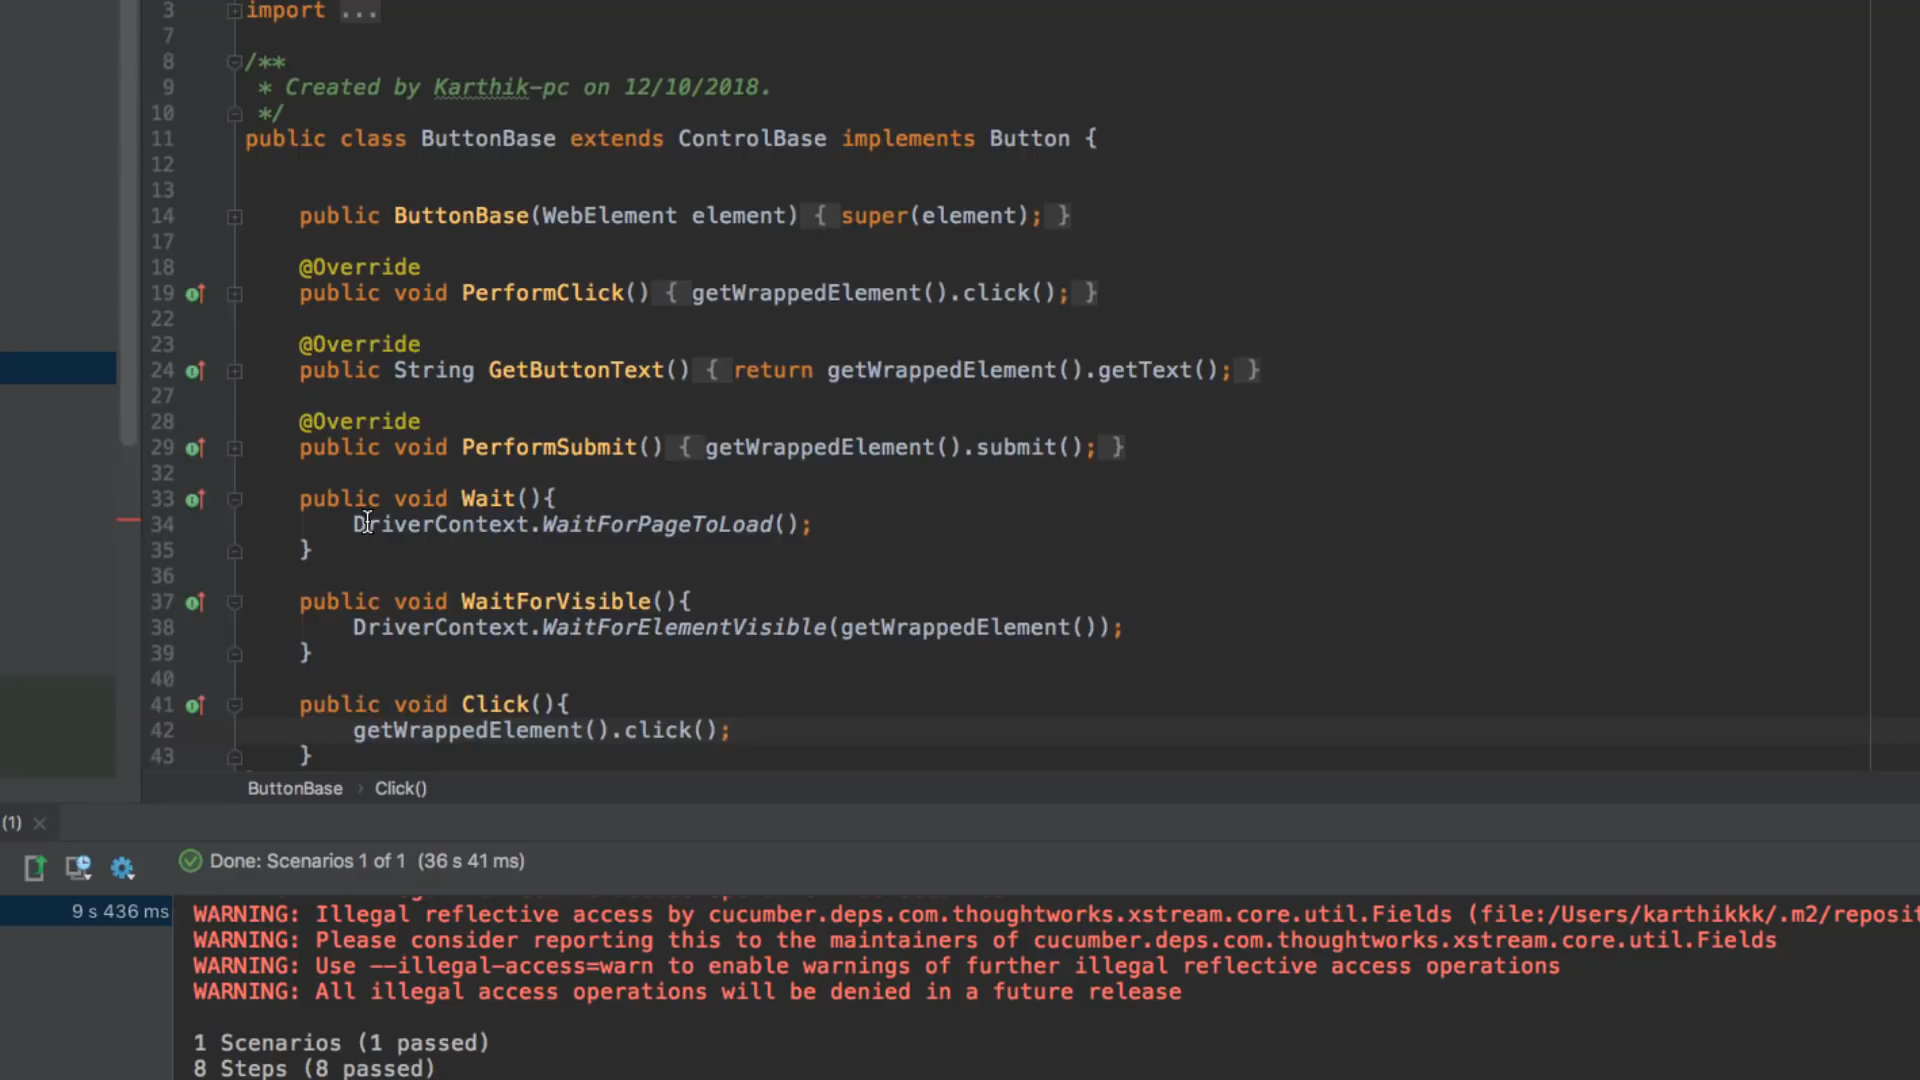 3 import ...
7
8 /**
9 * Created by Karthik-pc on 12/10/2018.
10 */
11 public class ButtonBase extends ControlBase implements Button {
12
13
14 public ButtonBase(WebElement element) { super(element); }
17
18 @Override
19 public void PerformClick() { getWrappedElement().click(); }
22
23 @Override
24 public String GetButtonText() { return getWrappedElement().getText(); }
27
28 @Override
29 public void PerformSubmit() { getWrappedElement().submit(); }
32
33 public void Wait(){
34 DriverContext.WaitForPageToLoad();
35 }
36
37 public void WaitForVisible(){
38 DriverContext.WaitForElementVisible(getWrappedElement());
39 }
40
41 public void Click(){
42 getWrappedElement().click();
43 }
ButtonBase › Click()
(1) ×
Done: Scenarios 1 of 1 (36 s 41 ms)
9 s 436 ms
WARNING: Illegal reflective access by cucumber.deps.com.thoughtworks.xstream.core.util.Fields (file:/Users/karthikkk/.m2/reposit
WARNING: Please consider reporting this to the maintainers of cucumber.deps.com.thoughtworks.xstream.core.util.Fields
WARNING: Use --illegal-access=warn to enable warnings of further illegal reflective access operations
WARNING: All illegal access operations will be denied in a future release
1 Scenarios (1 passed)
8 Steps (8 passed)